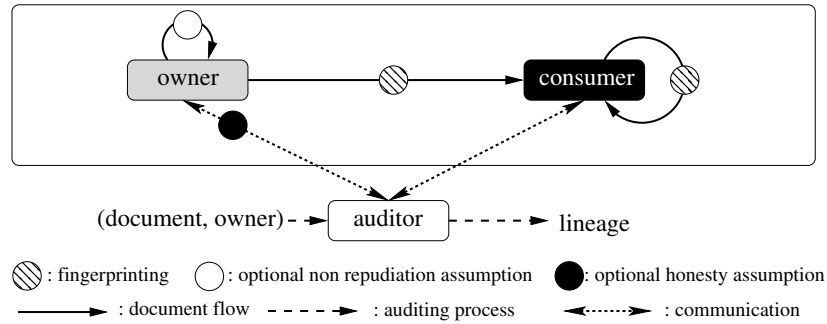 owner
consumer
(document, owner)
auditor
lineage
: fingerprinting
: optional non repudiation assumption
: optional honesty assumption
: document flow
: auditing process
: communication